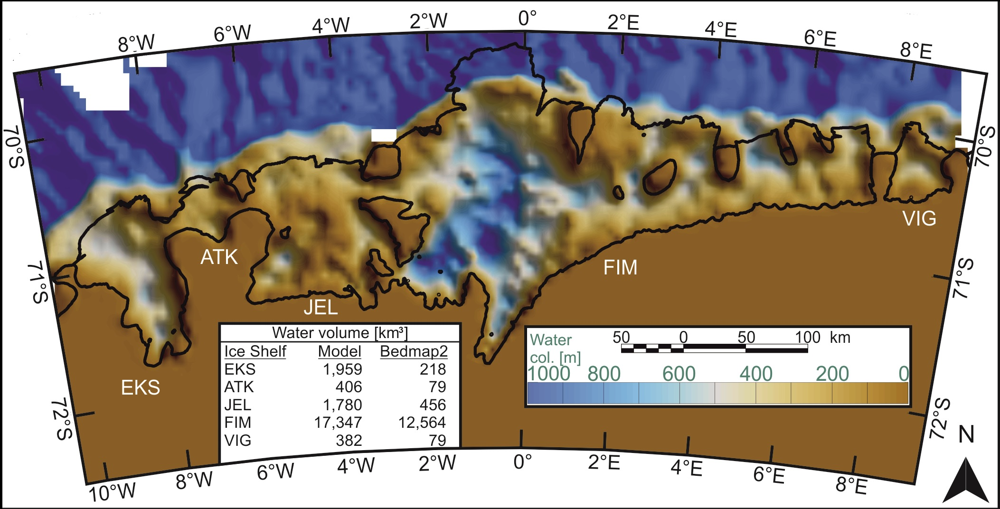 8°W 6°W 4°W 2°W 0° 2°E 4°E 6°E 8°E
70°S 70°S
71°S 71°S
72°S 72°S
VIG
ATK
FIM
JEL
EKS
Water volume [km³]
Ice Shelf Model Bedmap2
EKS 1,959 218
ATK 406 79
JEL 1,780 456
FIM 17,347 12,564
VIG 382 79
50 0 50 100 km
Water
col. [m]
1000 800 600 400 200 0
N
10°W 8°W 6°W 4°W 2°W 0° 2°E 4°E 6°E 8°E